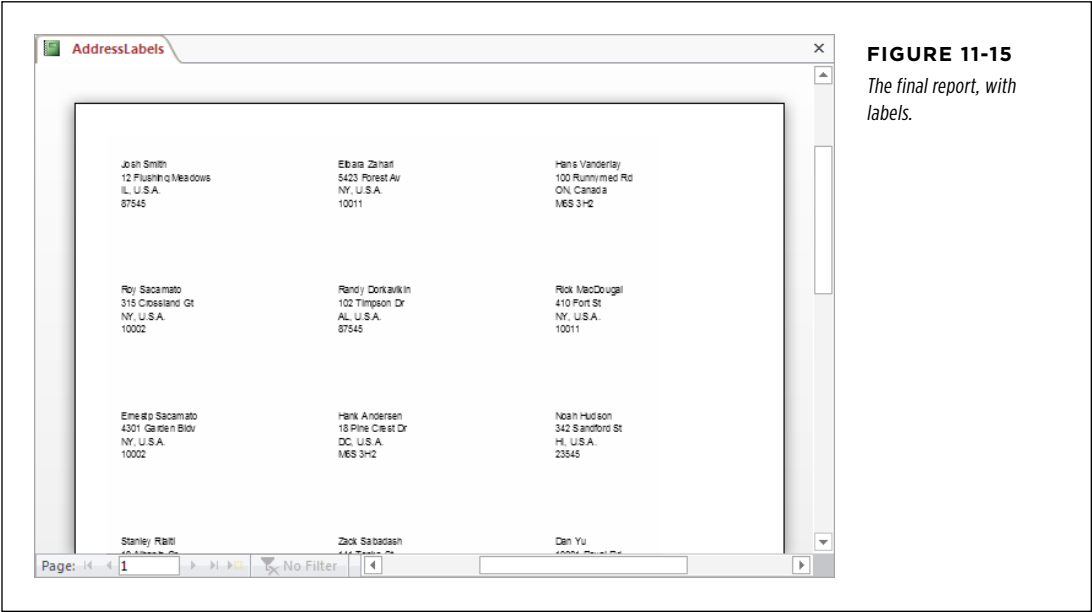 AddressLabels
FIGURE 11-15
The final report, with
labels.
Josh Smith
12 Flushing Meadows
IL, U.S.A.
87545
Elbara Zahari
5423 Forest Av
NY, U.S.A.
10011
Hans Vanderlay
100 Runnymed Rd
ON, Canada
M6S 3H2
Roy Sacamato
315 Crossland Gt
NY, U.S.A.
10002
Randy Dorkavikin
102 Timpson Dr
AL, U.S.A.
87545
Rick MacDougal
410 Fort St
NY, U.S.A.
10011
Ernestp Sacamato
4301 Garden Bldv
NY, U.S.A.
10002
Hank Andersen
18 Pine Crest Dr
DC, U.S.A.
M6S 3H2
Noah Hudson
342 Sandford St
HI, U.S.A.
23545
Stanley Riatti
Zack Sabadash
Dan Yu
Page: 1
No Filter